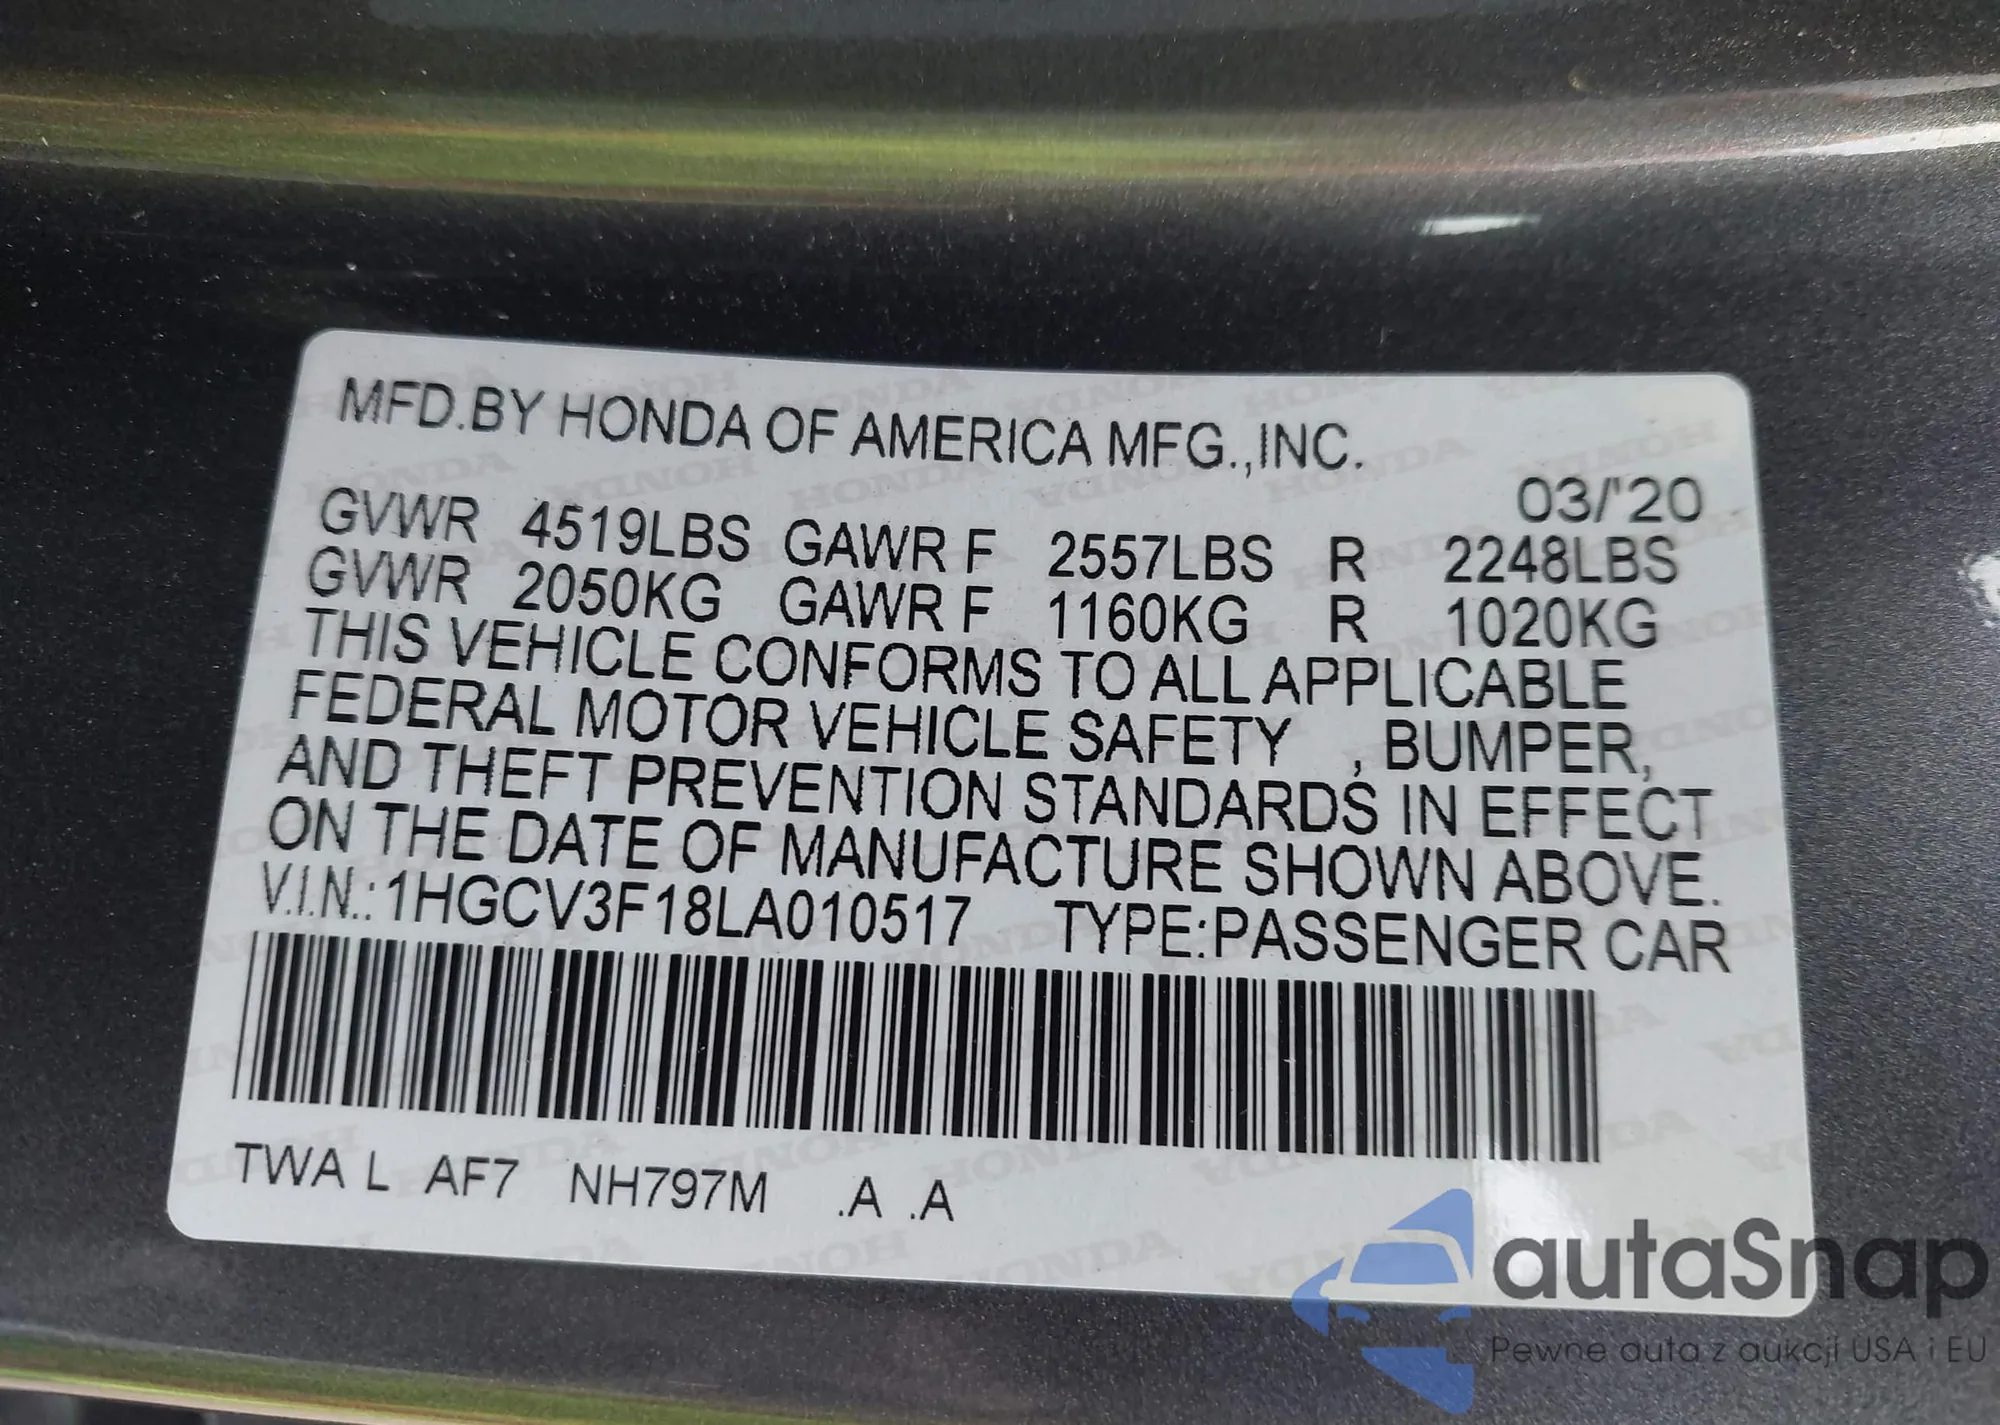 MFD.BY HONDA OF AMERICA MFG.,INC.
03/'20
GVWR 4519LBS GAWR F 2557LBS R 2248LBS
GVWR 2050KG GAWR F 1160KG R 1020KG
THIS VEHICLE CONFORMS TO ALL APPLICABLE
FEDERAL MOTOR VEHICLE SAFETY , BUMPER,
AND THEFT PREVENTION STANDARDS IN EFFECT
ON THE DATE OF MANUFACTURE SHOWN ABOVE.
V.I.N.:1HGCV3F18LA010517 TYPE:PASSENGER CAR
TWA L AF7 NH797M .A .A
autaSnap
Pewne auta z aukcji USA i EU